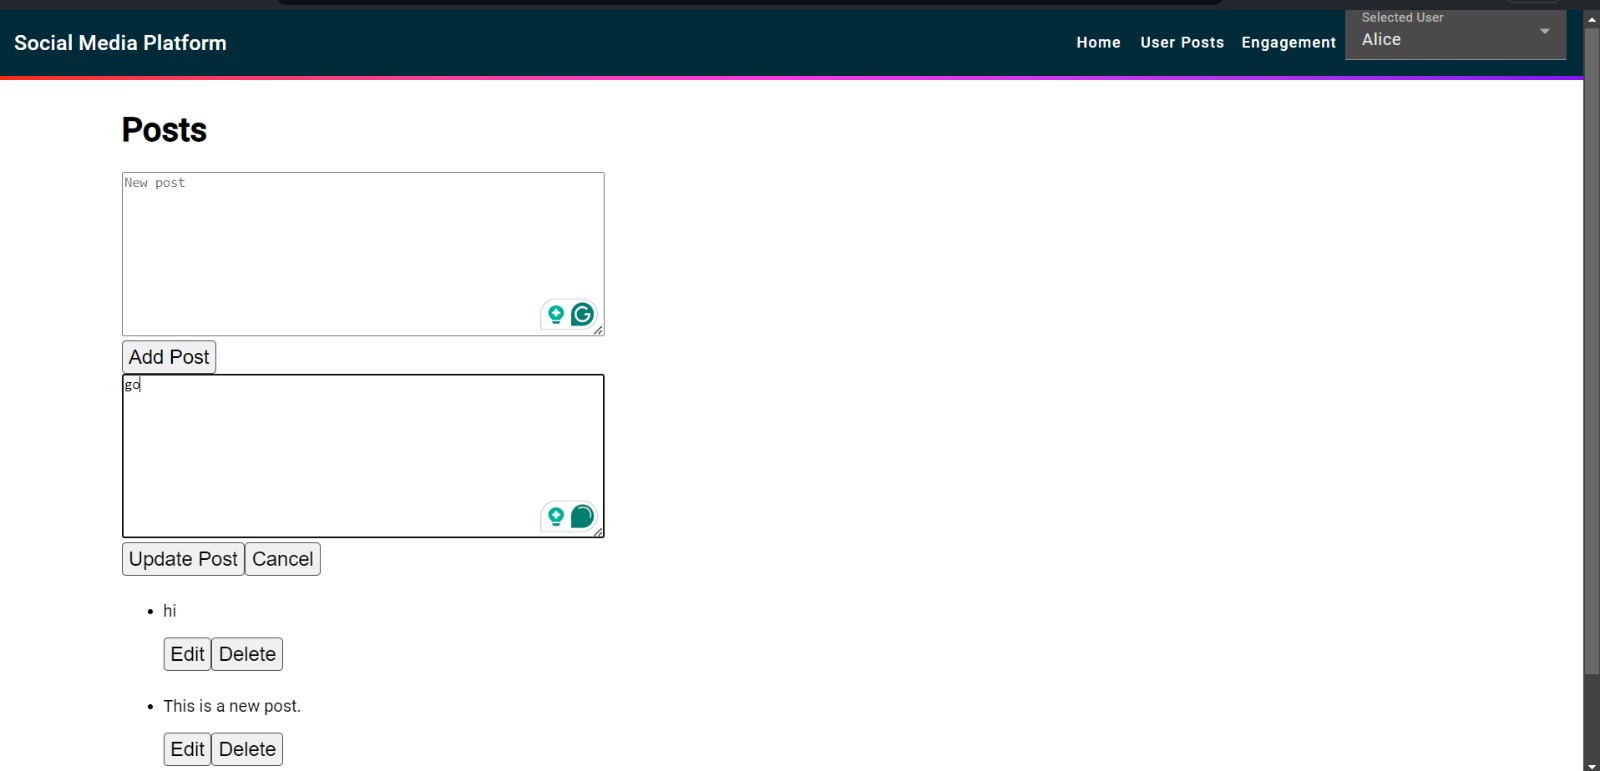 Social Media Platform
Home User Posts Engagement
Selected User
Alice
Posts
New post
Add Post
go
Update Post Cancel
hi
Edit Delete
This is a new post.
Edit Delete